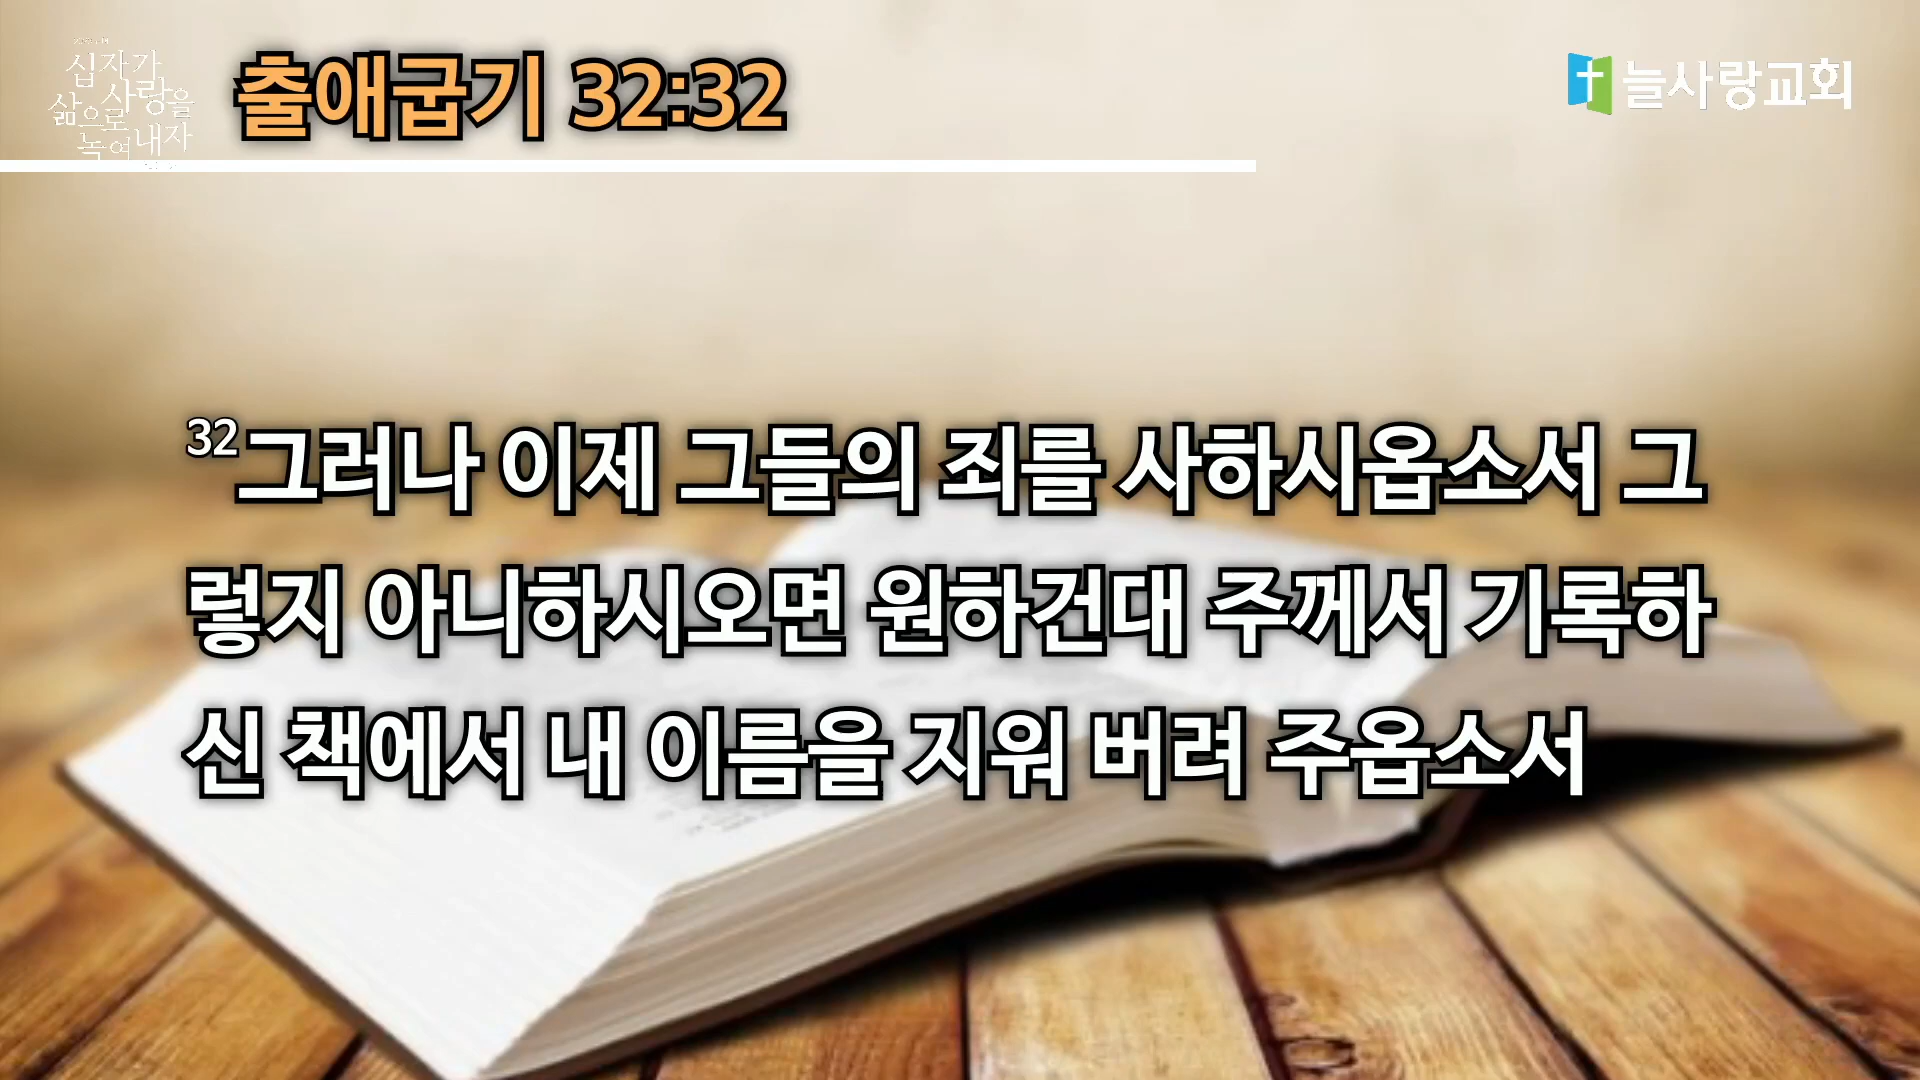 십자가
사랑을
삶으로
녹여내자
출애굽기 32:32
늘사랑교회
32그러나 이제 그들의 죄를 사하시옵소서 그
렇지 아니하시오면 원하건대 주께서 기록하
신 책에서 내 이름을 지워 버려 주옵소서